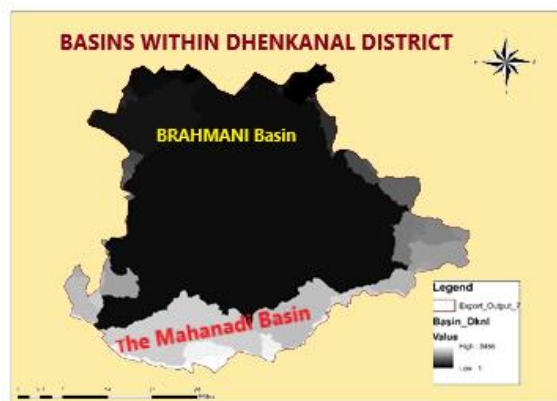 BASINS WITHIN DHENKANAL DISTRICT
BRAHMANI Basin
The Mahanadi Basin
Legend
Export_Output_7
Basin_Dknl
Value
Low : 1